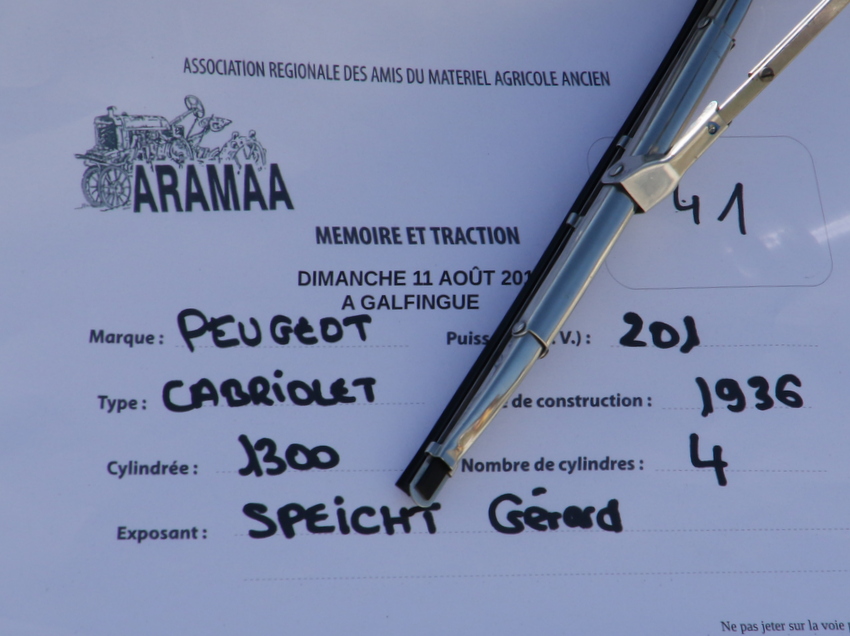 ASSOCIATION REGIONALE DES AMIS DU MATERIEL AGRICOLE ANCIEN
ARAMAA
41
MEMOIRE ET TRACTION
DIMANCHE 11 AOÛT 201
A GALFINGUE
Marque : PEUGEOT Puiss V.) : 201
Type : CABRIOLET de construction : 1936
Cylindrée : 1300 Nombre de cylindres : 4
Exposant : SPEICHT Gérard
Ne pas jeter sur la voie